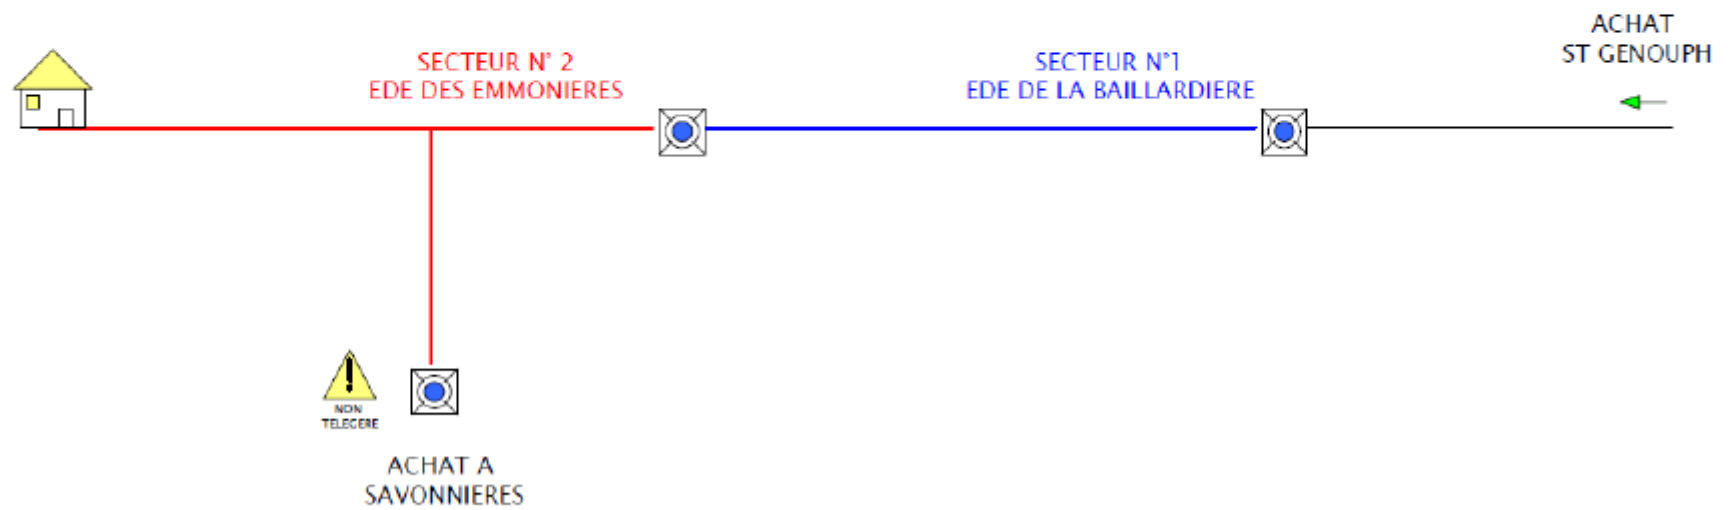 ACHAT
ST GENOUPH
SECTEUR N° 2
EDE DES EMMONIERES
SECTEUR N°1
EDE DE LA BAILLARDIERE
NON
TELEGERE
ACHAT A
SAVONNIERES